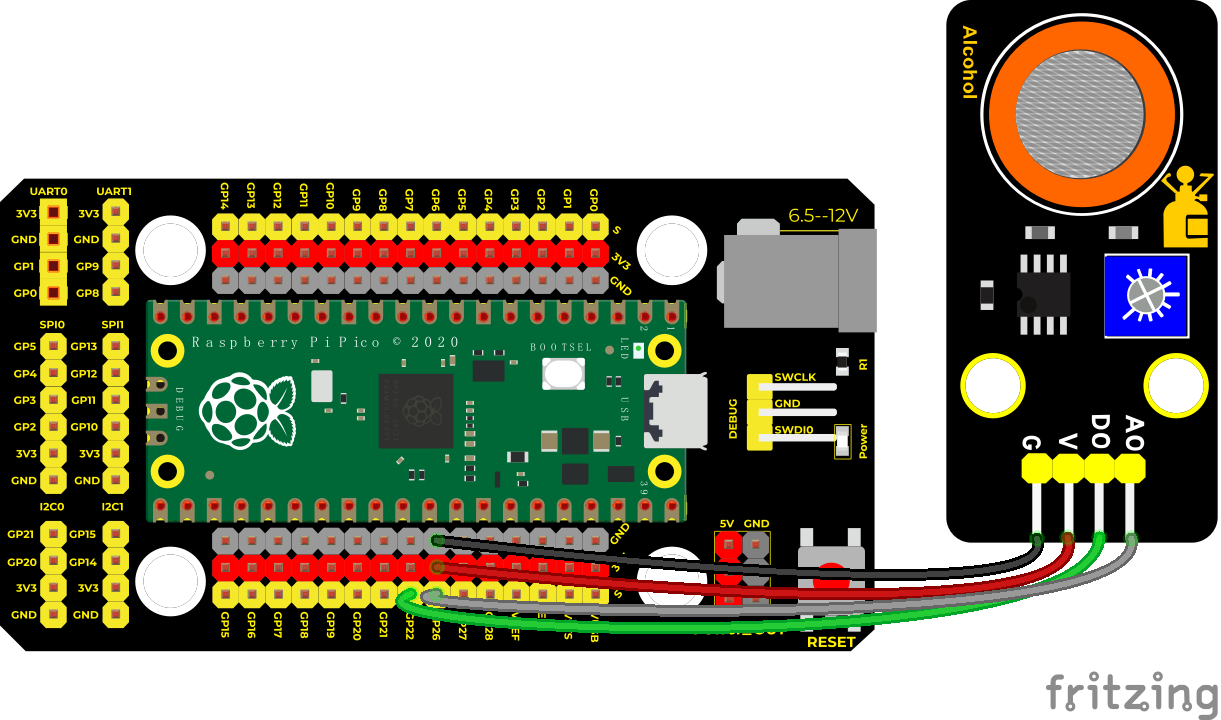 Alcohol
G
V
DO
AO
6.5--12V
UART0
UART1
3V3
3V3
GND
GND
GP1
GP9
GP0
GP8
SPI0
SPI1
GP5
GP13
GP4
GP12
GP3
GP11
GP2
GP10
3V3
3V3
GND
GND
I2C0
I2C1
GP21
GP15
GP20
GP14
3V3
3V3
GND
GND
GP14
GP13
GP12
GP11
GP10
GP9
GP8
GP7
GP6
GP5
GP4
GP3
GP2
GP1
GP0
S
3V3
GND
Raspberry Pi Pico © 2020
BOOTSEL
LED
2
1
DEBUG
USB
39
R1
SWCLK
GND
SWDI0
DEBUG
Power
5V
GND
GND
S
GP15
GP16
GP17
GP18
GP19
GP20
GP21
GP22
RESET
fritzing